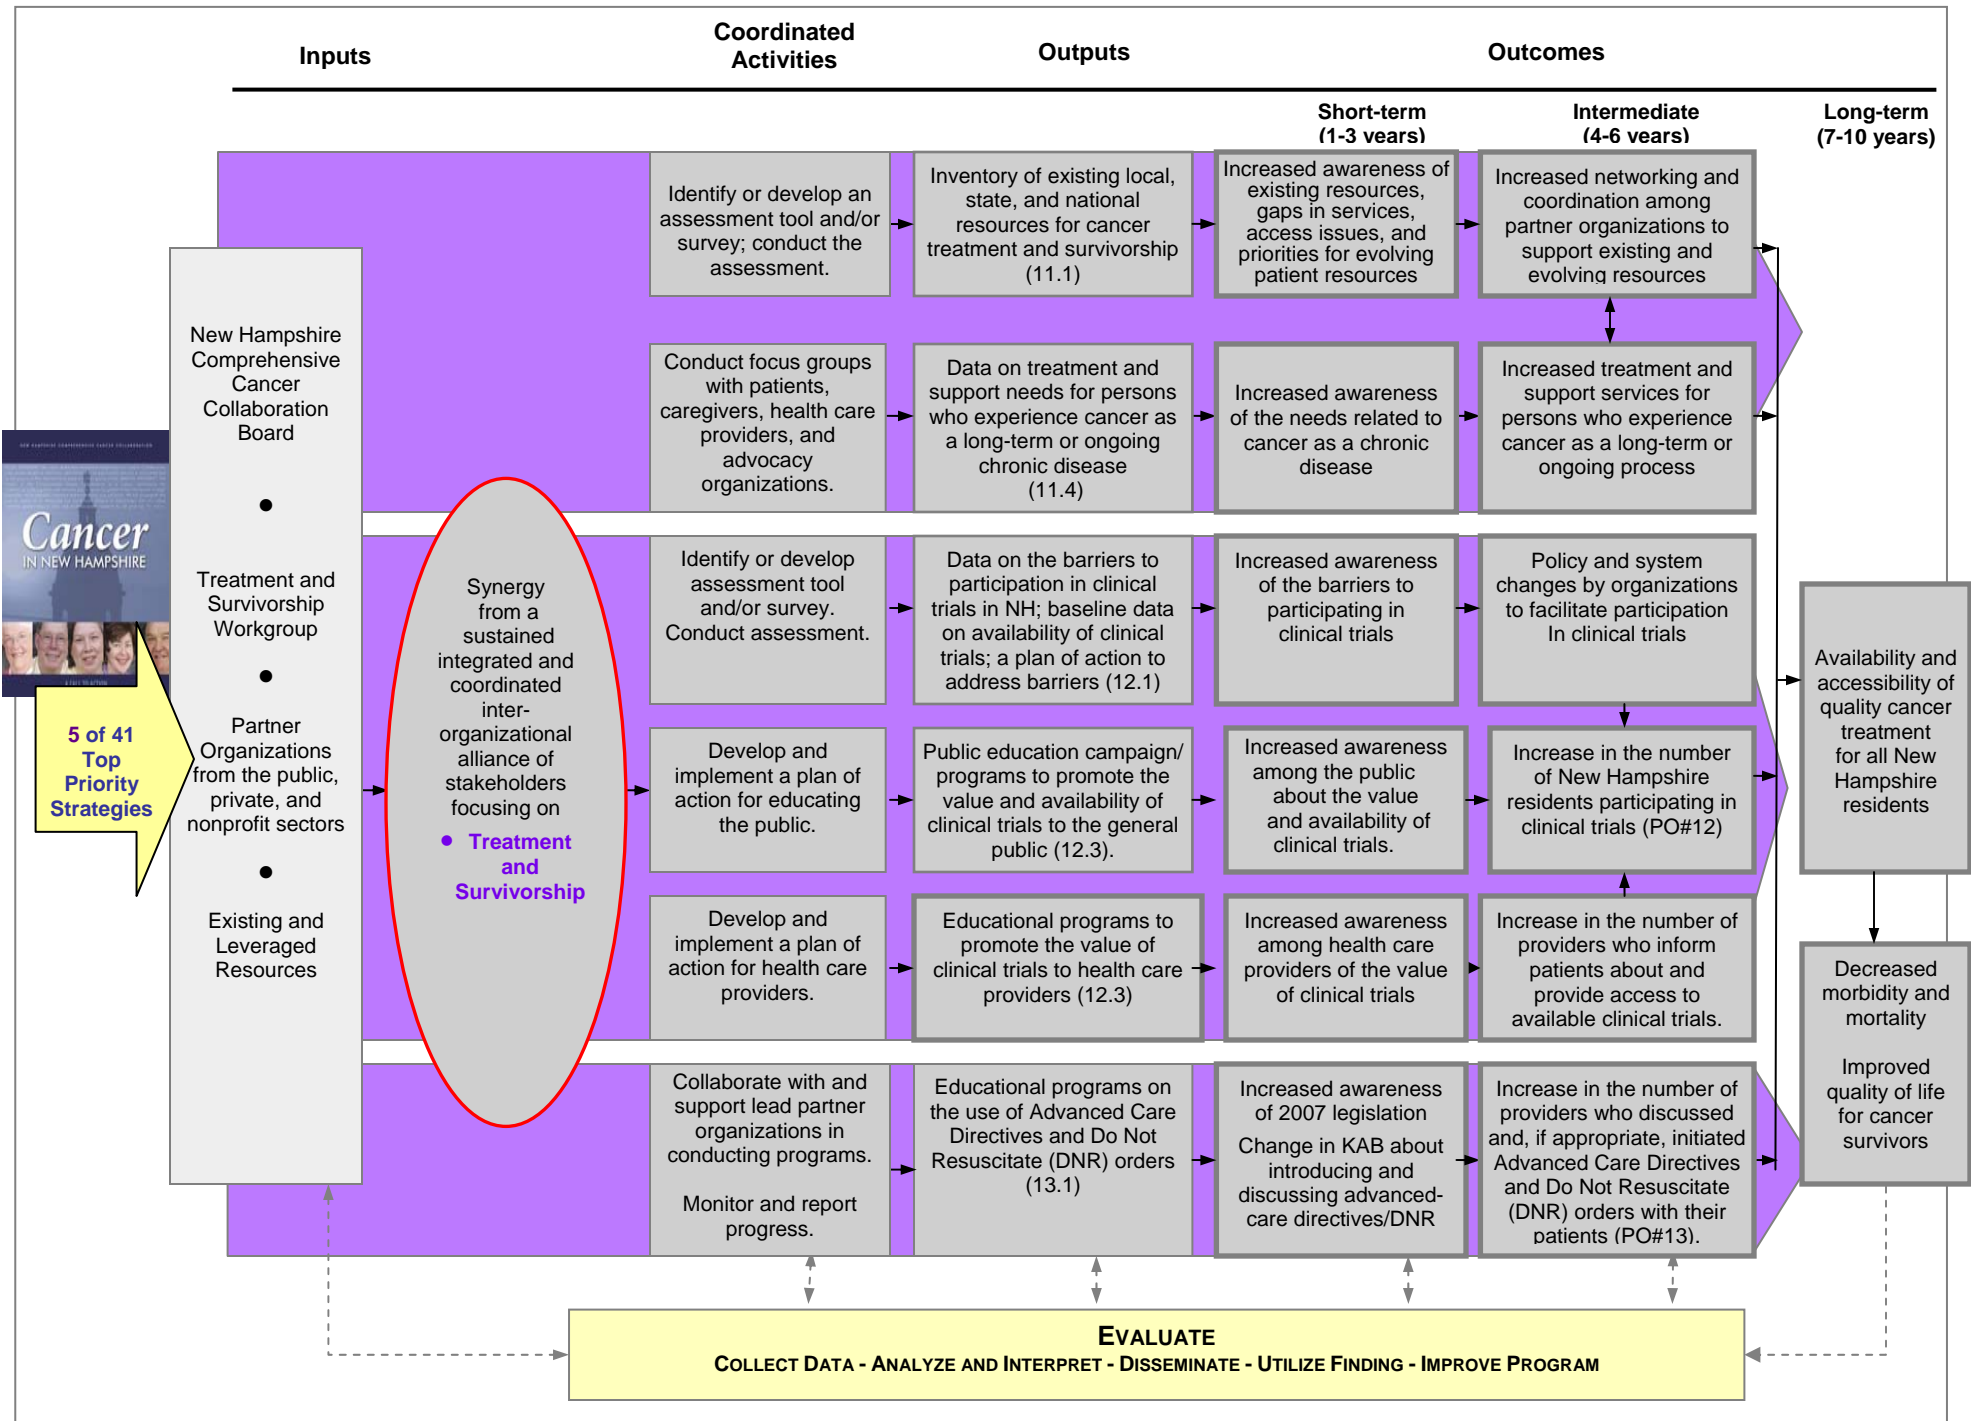 Inputs
Coordinated
Activities
Outputs
Outcomes
Short-term
(1-3 years)
Intermediate
(4-6 years)
Long-term
(7-10 years)
NEW HAMPSHIRE COMPREHENSIVE CANCER COLLABORATION
Cancer
IN NEW HAMPSHIRE
A CALL TO ACTION
5 of 41
Top
Priority
Strategies
New Hampshire
Comprehensive
Cancer
Collaboration
Board
●
Treatment and
Survivorship
Workgroup
●
Partner
Organizations
from the public,
private, and
nonprofit sectors
●
Existing and
Leveraged
Resources
Synergy
from a
sustained
integrated and
coordinated
inter-
organizational
alliance of
stakeholders
focusing on
● Treatment
and
Survivorship
Identify or develop an
assessment tool and/or
survey; conduct the
assessment.
Inventory of existing local,
state, and national
resources for cancer
treatment and survivorship
(11.1)
Increased awareness of
existing resources,
gaps in services,
access issues, and
priorities for evolving
patient resources
Increased networking and
coordination among
partner organizations to
support existing and
evolving resources
Conduct focus groups
with patients,
caregivers, health care
providers, and
advocacy
organizations.
Data on treatment and
support needs for persons
who experience cancer as
a long-term or ongoing
chronic disease
(11.4)
Increased awareness
of the needs related to
cancer as a chronic
disease
Increased treatment and
support services for
persons who experience
cancer as a long-term or
ongoing process
Identify or develop
assessment tool
and/or survey.
Conduct assessment.
Data on the barriers to
participation in clinical
trials in NH; baseline data
on availability of clinical
trials; a plan of action to
address barriers (12.1)
Increased awareness
of the barriers to
participating in
clinical trials
Policy and system
changes by organizations
to facilitate participation
In clinical trials
Develop and
implement a plan of
action for educating
the public.
Public education campaign/
programs to promote the
value and availability of
clinical trials to the general
public (12.3).
Increased awareness
among the public
about the value
and availability of
clinical trials.
Increase in the number
of New Hampshire
residents participating in
clinical trials (PO#12)
Develop and
implement a plan of
action for health care
providers.
Educational programs to
promote the value of
clinical trials to health care
providers (12.3)
Increased awareness
among health care
providers of the value
of clinical trials
Increase in the number of
providers who inform
patients about and
provide access to
available clinical trials.
Collaborate with and
support lead partner
organizations in
conducting programs.
Monitor and report
progress.
Educational programs on
the use of Advanced Care
Directives and Do Not
Resuscitate (DNR) orders
(13.1)
Increased awareness
of 2007 legislation
Change in KAB about
introducing and
discussing advanced-
care directives/DNR
Increase in the number of
providers who discussed
and, if appropriate, initiated
Advanced Care Directives
and Do Not Resuscitate
(DNR) orders with their
patients (PO#13).
Availability and
accessibility of
quality cancer
treatment
for all New
Hampshire
residents
Decreased
morbidity and
mortality
Improved
quality of life
for cancer
survivors
EVALUATE
COLLECT DATA - ANALYZE AND INTERPRET - DISSEMINATE - UTILIZE FINDING - IMPROVE PROGRAM